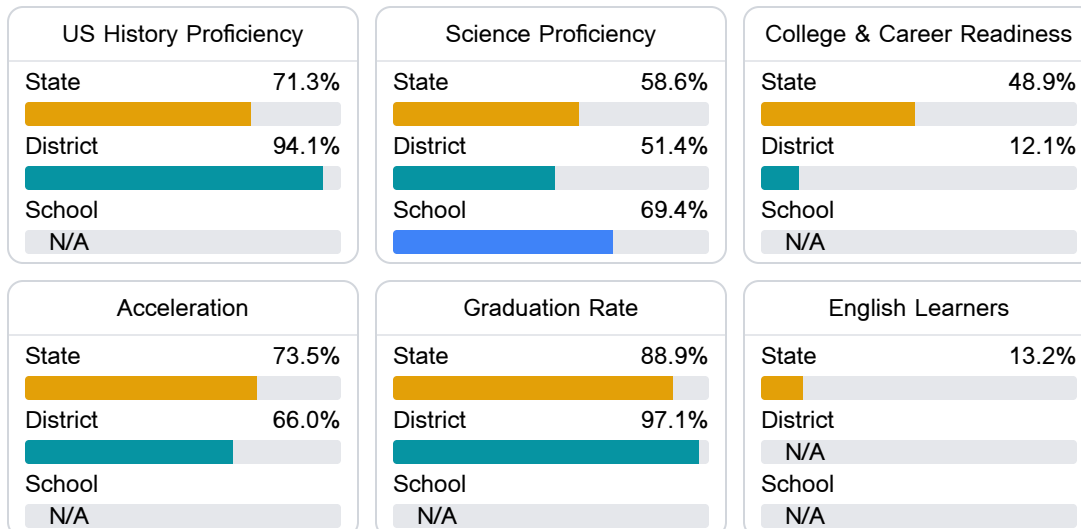 US History Proficiency
State 71.3%
District 94.1%
School
N/A
Science Proficiency
State 58.6%
District 51.4%
School 69.4%
College & Career Readiness
State 48.9%
District 12.1%
School
N/A
Acceleration
State 73.5%
District 66.0%
School
N/A
Graduation Rate
State 88.9%
District 97.1%
School
N/A
English Learners
State 13.2%
District
N/A
School
N/A